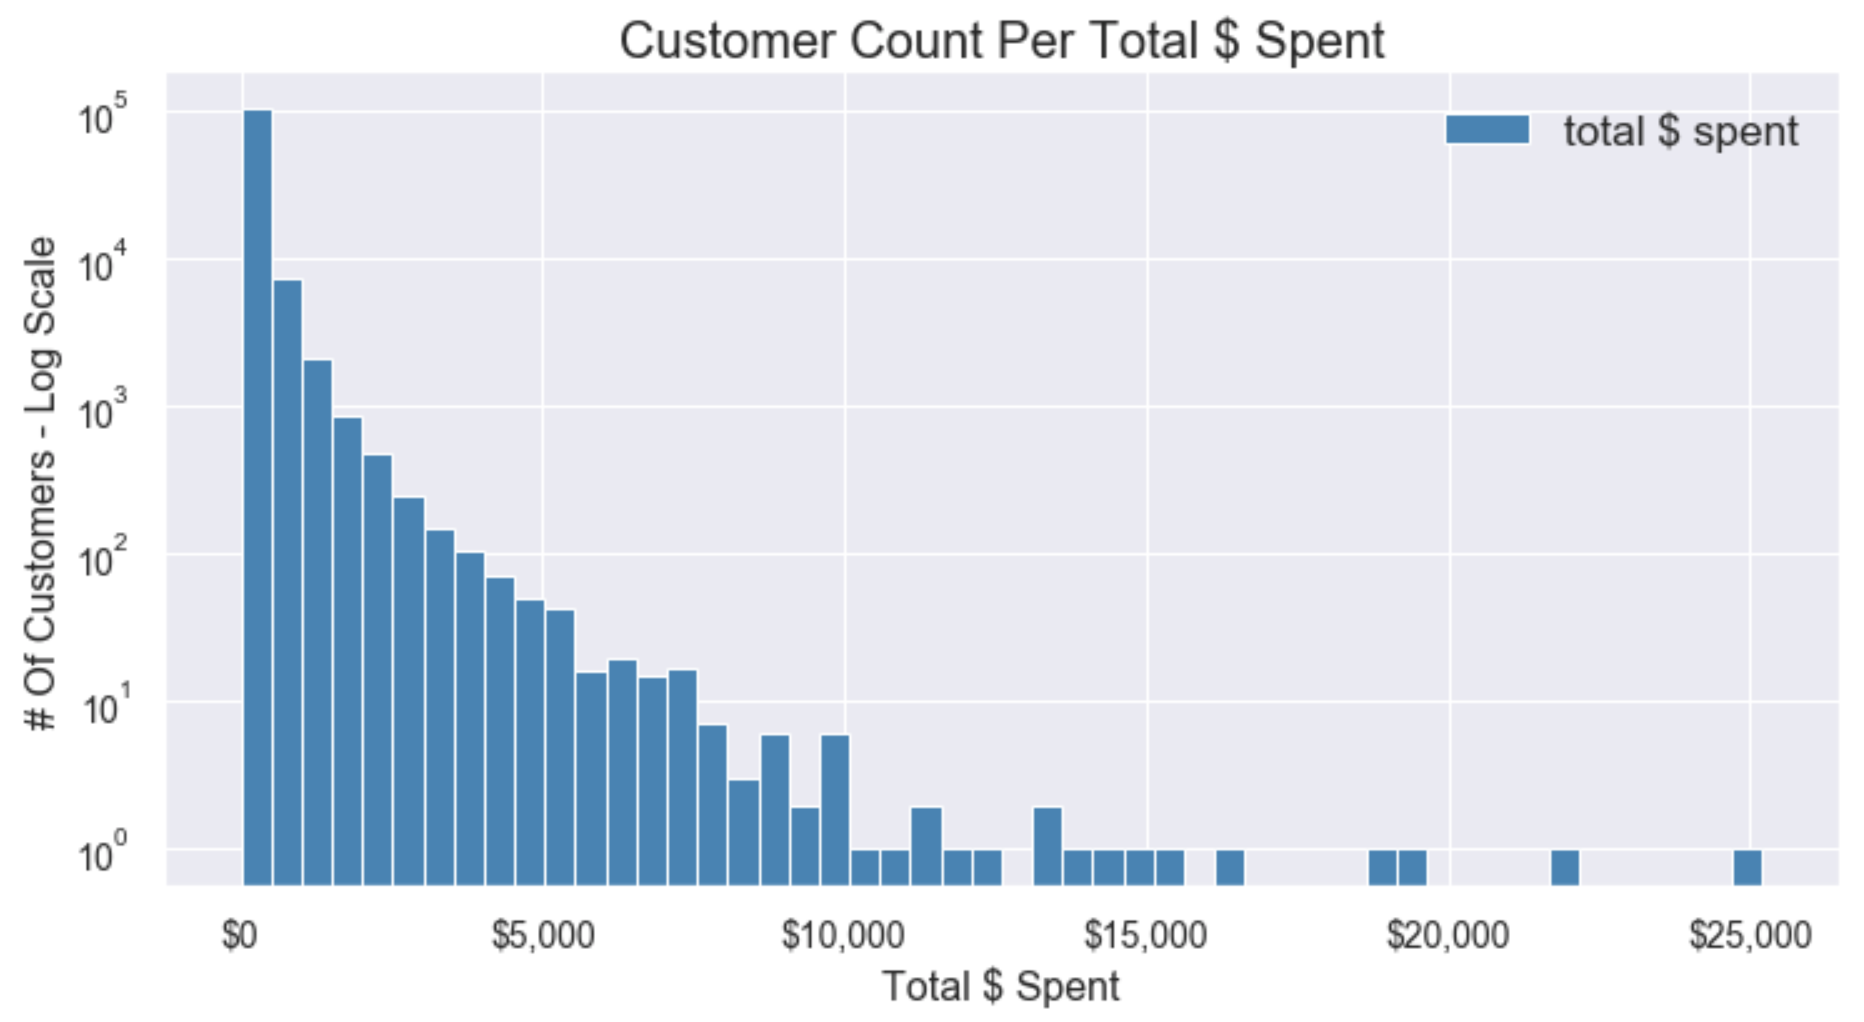 Customer Count Per Total $ Spent
total $ spent
# Of Customers - Log Scale
10^5
10^4
10^3
10^2
10^1
10^0
$0 $5,000 $10,000 $15,000 $20,000 $25,000
Total $ Spent